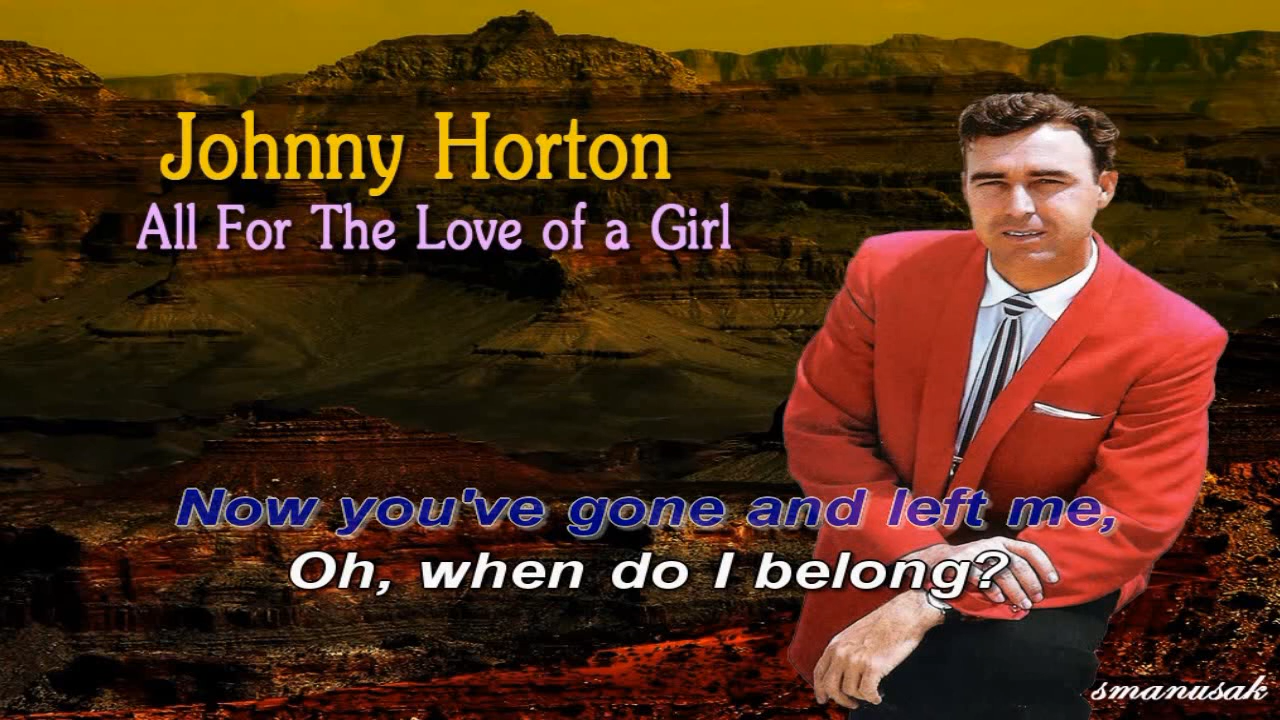 Johnny Horton
All For The Love of a Girl
Now you've gone and left me,
Oh, when do I belong?
smanusak